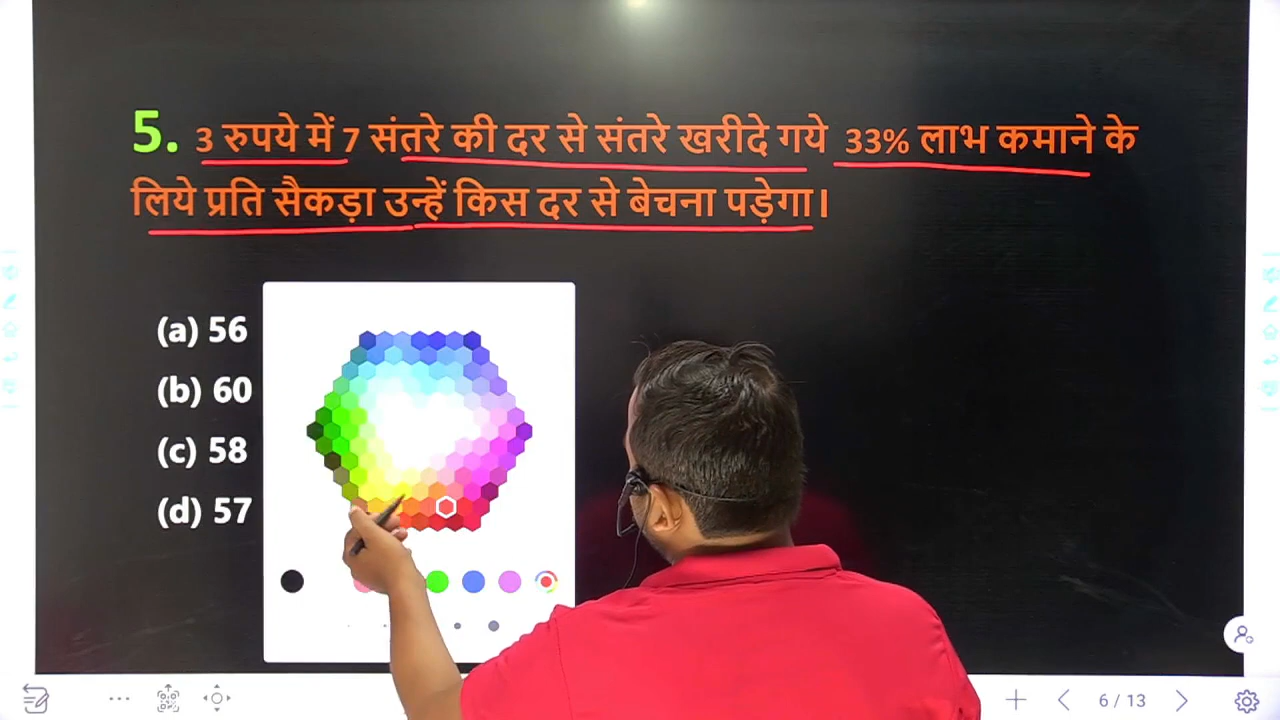 5. 3 रुपये में 7 संतरे की दर से संतरे खरीदे गये 33% लाभ कमाने के
लिये प्रति सैकड़ा उन्हें किस दर से बेचना पड़ेगा।
(a) 56
(b) 60
(c) 58
(d) 57
6 / 13